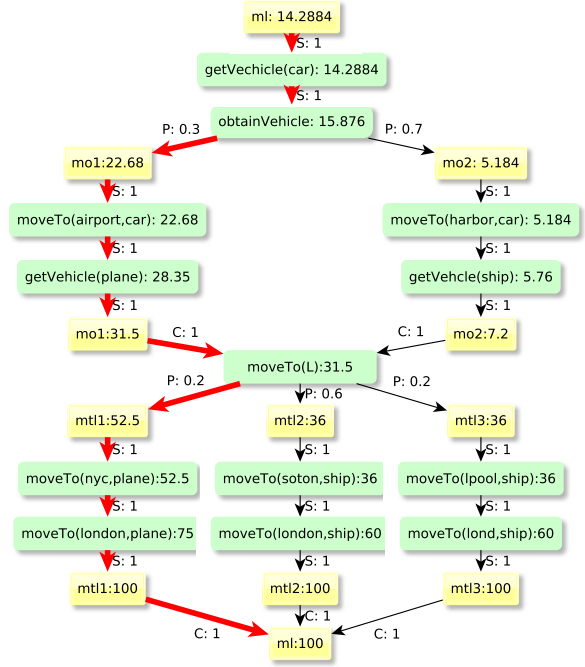 ml: 14.2884
S: 1
getVechicle(car): 14.2884
S: 1
obtainVehicle: 15.876
P: 0.3
P: 0.7
mo1:22.68
mo2: 5.184
S: 1
S: 1
moveTo(airport,car): 22.68
moveTo(harbor,car): 5.184
S: 1
S: 1
getVehicle(plane): 28.35
getVehcle(ship): 5.76
S: 1
S: 1
mo1:31.5
mo2:7.2
C: 1
C: 1
moveTo(L):31.5
P: 0.2
P: 0.6
P: 0.2
mtl1:52.5
mtl2:36
mtl3:36
S: 1
S: 1
S: 1
moveTo(nyc,plane):52.5
moveTo(soton,ship):36
moveTo(lpool,ship):36
S: 1
S: 1
S: 1
moveTo(london,plane):75
moveTo(london,ship):60
moveTo(lond,ship):60
S: 1
S: 1
S: 1
mtl1:100
mtl2:100
mtl3:100
C: 1
C: 1
C: 1
ml:100